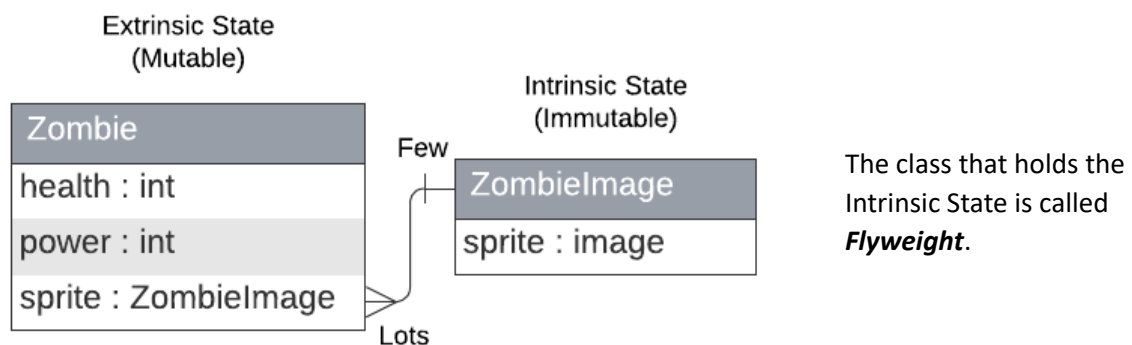 Extrinsic State
(Mutable)
Zombie
health : int
power : int
sprite : ZombieImage
Lots
Few
Intrinsic State
(Immutable)
ZombieImage
sprite : image
The class that holds the
Intrinsic State is called
Flyweight.